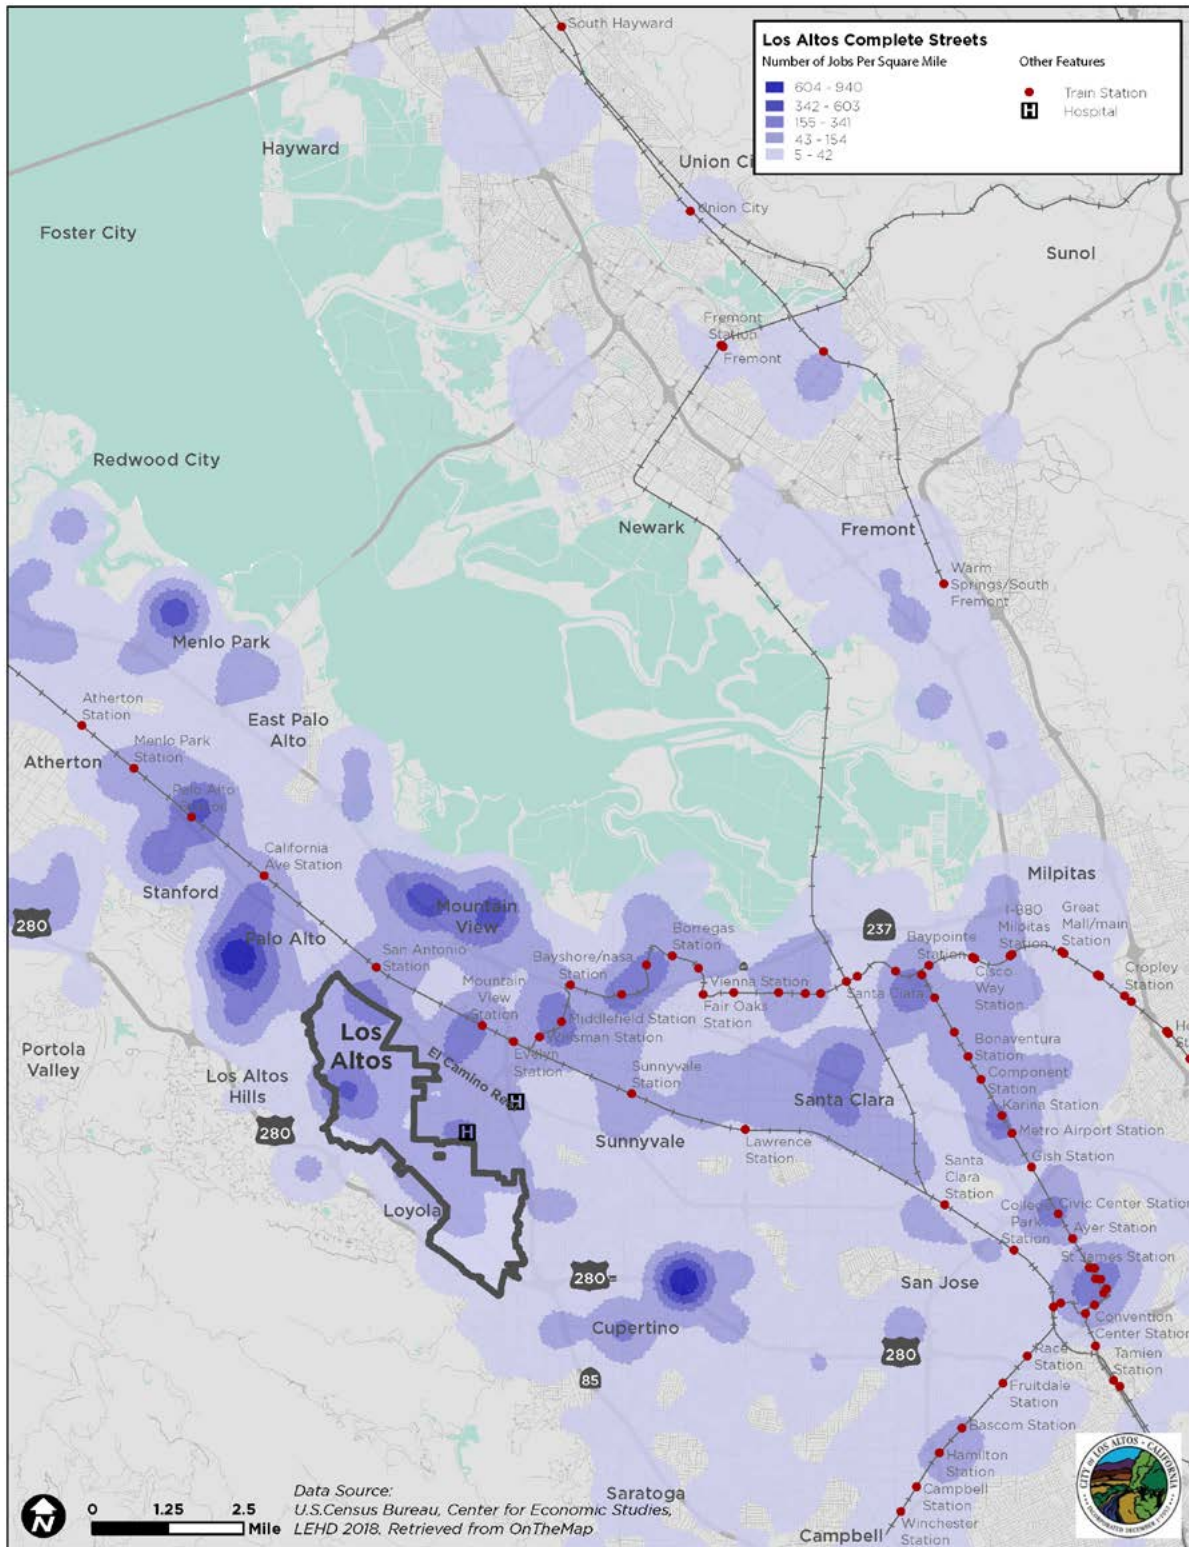 South Hayward
Los Altos Complete Streets
Number of Jobs Per Square Mile
Other Features
604 - 940
342 - 603
155 - 341
43 - 154
5 - 42
Train Station
H
Hospital
Hayward
Union City
Foster City
Sunol
Fremont
Station
Fremont
Redwood City
Newark
Fremont
Warm
Springs/South
Fremont
Menlo Park
Atherton
Station
East Palo
Alto
Menlo Park
Station
Atherton
Palo Alto
California
Ave Station
Stanford
Milpitas
280
Mountain
View
237
I-880
Milpitas
Station
Great
Mall/main
Station
Palo Alto
San Antonio
Station
Borregas
Station
Baypointe
Station
Bayshore/nasa
Station
Cisco
Way
Station
Cropley
Station
Mountain
View
Station
Vienna Station
Fair Oaks
Station
Santa Clara
Middlefield Station
Whisman Station
Los
Altos
Evelyn
Station
El Camino Real
Bonaventura
Station
Component
Station
Portola
Valley
Los Altos
Hills
Sunnyvale
Station
Santa Clara
H
H
Karina Station
280
Sunnyvale
Lawrence
Station
Metro Airport Station
Gish Station
Santa
Clara
Station
Loyola
College
Park
Station
Civic Center Station
Ayer Station
St James Station
280
San Jose
Cupertino
Convention
Center Station
280
Race
Station
Tamien
Station
85
Fruitdale
Station
Bascom Station
Hamilton
Station
Saratoga
Campbell
Station
Campbell
Winchester
Station
N
0 1.25 2.5
Mile
Data Source:
U.S.Census Bureau, Center for Economic Studies,
LEHD 2018, Retrieved from OnTheMap
CITY OF LOS ALTOS • CALIFORNIA